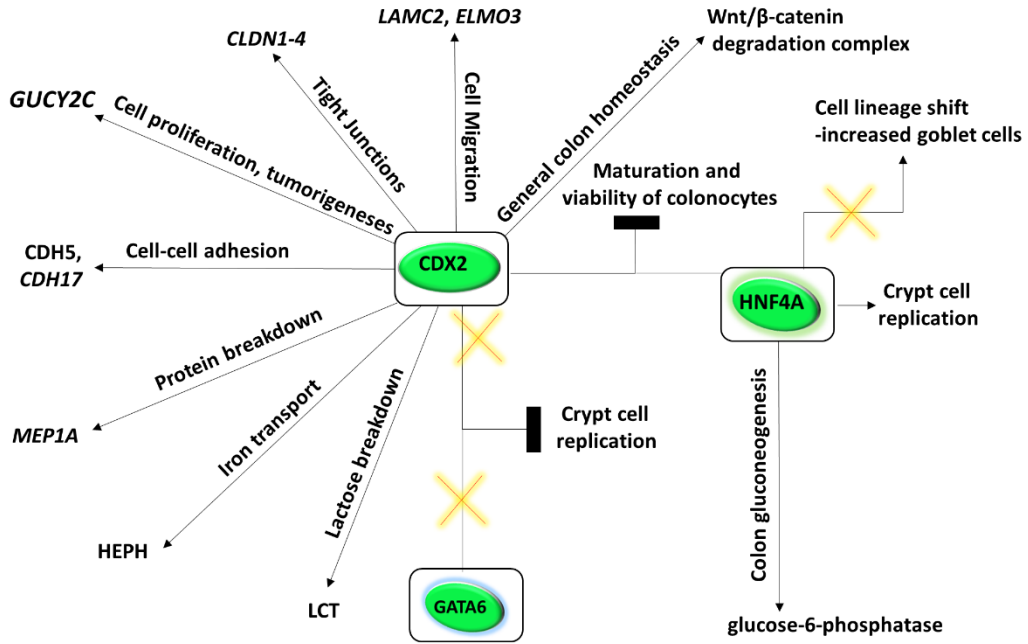 LAMC2, ELMO3
CLDN1-4
Wnt/β-catenin
degradation complex
GUCY2C
Cell proliferation, tumorigeneses
Tight Junctions
Cell Migration
General colon homeostasis
Cell lineage shift
-increased goblet cells
Maturation and
viability of colonocytes
CDH5,
CDH17
Cell-cell adhesion
CDX2
HNF4A
Crypt cell
replication
Protein breakdown
MEP1A
Iron transport
Lactose breakdown
Crypt cell
replication
Colon gluconeogenesis
HEPH
LCT
GATA6
glucose-6-phosphatase